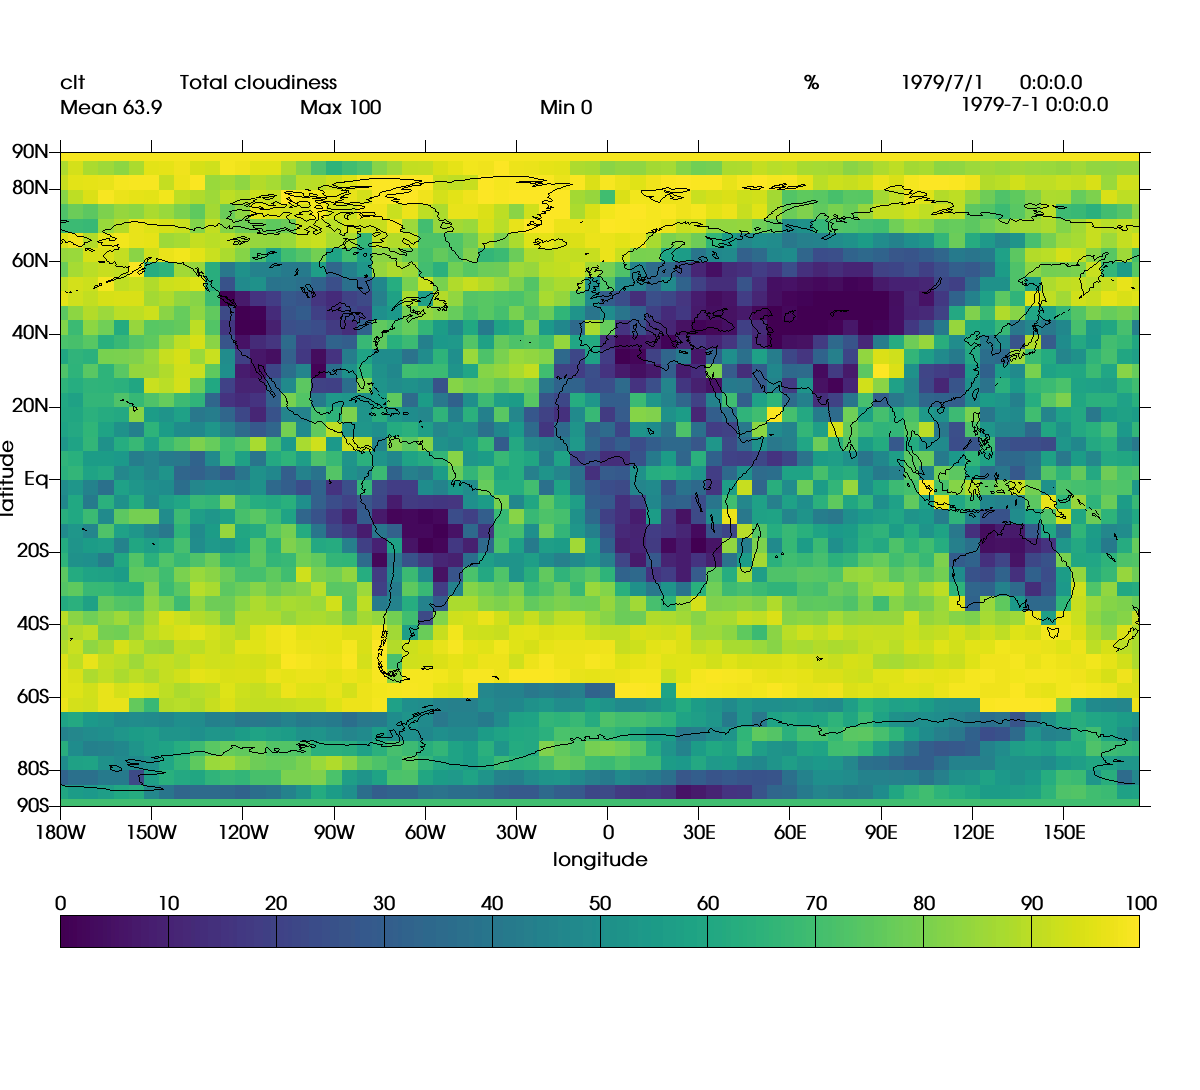 clt Total cloudiness % 1979/7/1 0:0:0.0
Mean 63.9 Max 100 Min 0 1979-7-1 0:0:0.0
90N
80N
60N
40N
20N
Eq
20S
40S
60S
80S
90S
latitude
180W 150W 120W 90W 60W 30W 0 30E 60E 90E 120E 150E
longitude
0 10 20 30 40 50 60 70 80 90 100